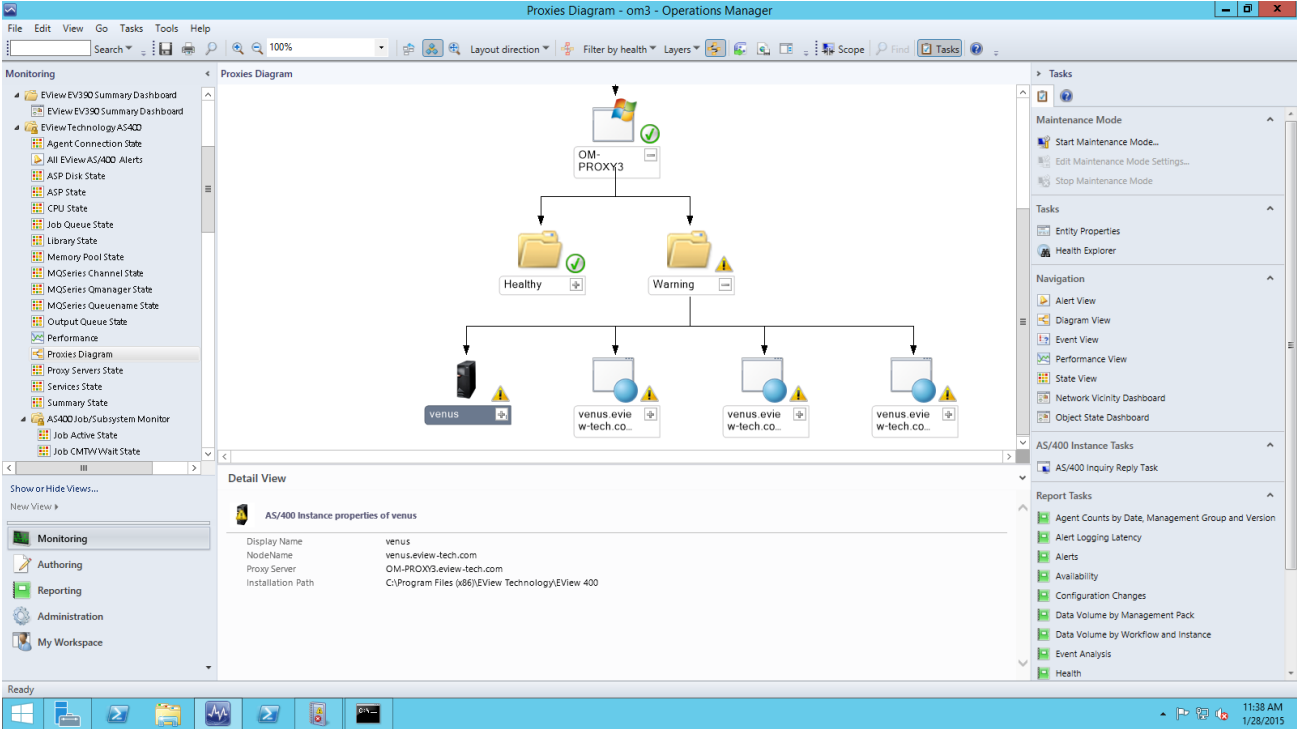 Proxies Diagram - om3 - Operations Manager
File Edit View Go Tasks Tools Help
Search 100% Layout direction Filter by health Layers Scope Find Tasks
Monitoring
EView EV390 Summary Dashboard
EView EV390 Summary Dashboard
EView Technology AS400
Agent Connection State
All EView AS/400 Alerts
ASP Disk State
ASP State
CPU State
Job Queue State
Library State
Memory Pool State
MQSeries Channel State
MQSeries Qmanager State
MQSeries Queuename State
Output Queue State
Performance
Proxies Diagram
Proxy Servers State
Services State
Summary State
AS400 Job/Subsystem Monitor
Job Active State
Job CMTW Wait State
Show or Hide Views...
New View
Monitoring
Authoring
Reporting
Administration
My Workspace
Proxies Diagram
OM-
PROXY3
Healthy
Warning
venus
venus.evie
w-tech.co...
venus.evie
w-tech.co...
venus.evie
w-tech.co...
Detail View
AS/400 Instance properties of venus
Display Name venus
NodeName venus.eview-tech.com
Proxy Server OM-PROXY3.eview-tech.com
Installation Path C:\Program Files (x86)\EView Technology\EView 400
Tasks
Maintenance Mode
Start Maintenance Mode...
Edit Maintenance Mode Settings...
Stop Maintenance Mode
Tasks
Entity Properties
Health Explorer
Navigation
Alert View
Diagram View
Event View
Performance View
State View
Network Vicinity Dashboard
Object State Dashboard
AS/400 Instance Tasks
AS/400 Inquiry Reply Task
Report Tasks
Agent Counts by Date, Management Group and Version
Alert Logging Latency
Alerts
Availability
Configuration Changes
Data Volume by Management Pack
Data Volume by Workflow and Instance
Event Analysis
Health
Ready
11:38 AM
1/28/2015